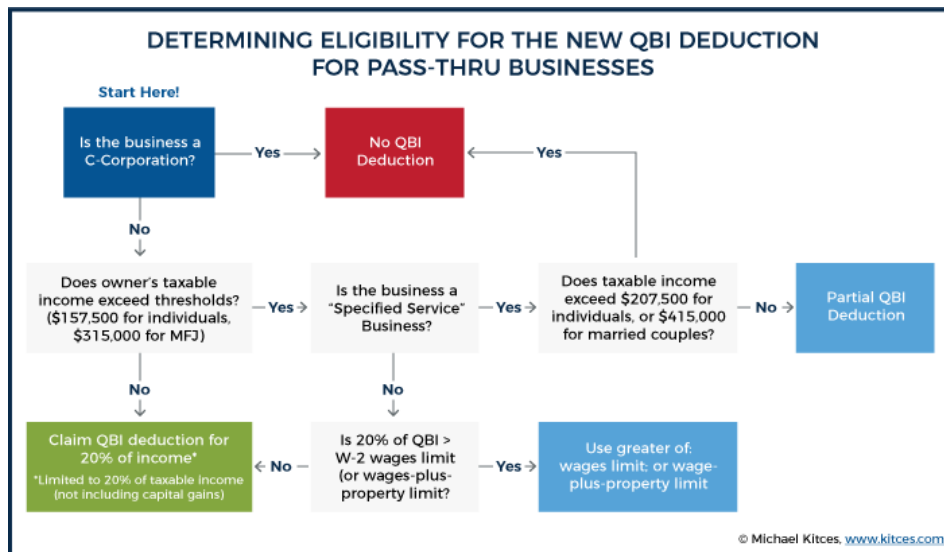 DETERMINING ELIGIBILITY FOR THE NEW QBI DEDUCTION
FOR PASS-THRU BUSINESSES
Start Here!
Is the business a
C-Corporation?
Yes
No QBI
Deduction
Yes
No
Does owner's taxable
income exceed thresholds?
($157,500 for individuals,
$315,000 for MFJ)
Yes
Is the business a
"Specified Service"
Business?
Yes
Does taxable income
exceed $207,500 for
individuals, or $415,000
for married couples?
No
Partial QBI
Deduction
No
No
Claim QBI deduction for
20% of income*
*Limited to 20% of taxable income
(not including capital gains)
No
Is 20% of QBI >
W-2 wages limit
(or wages-plus-
property limit?
Yes
Use greater of:
wages limit; or wage-
plus-property limit
© Michael Kitces, www.kitces.com